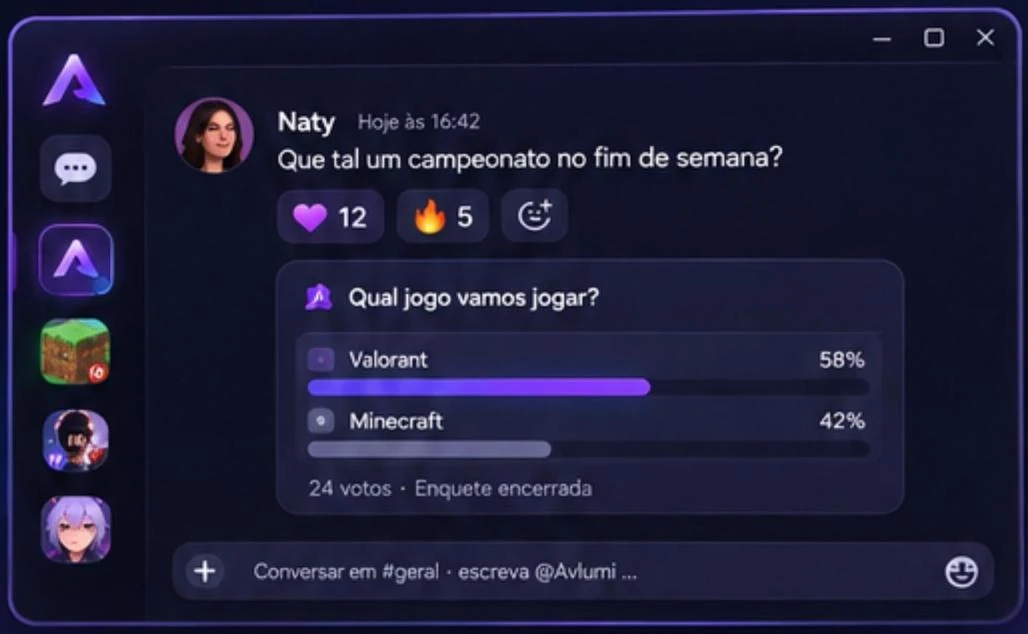 Naty Hoje às 16:42
Que tal um campeonato no fim de semana?
12 5
Qual jogo vamos jogar?
Valorant 58%
Minecraft 42%
24 votos · Enquete encerrada
Conversar em #geral · escreva @Avlumi ...